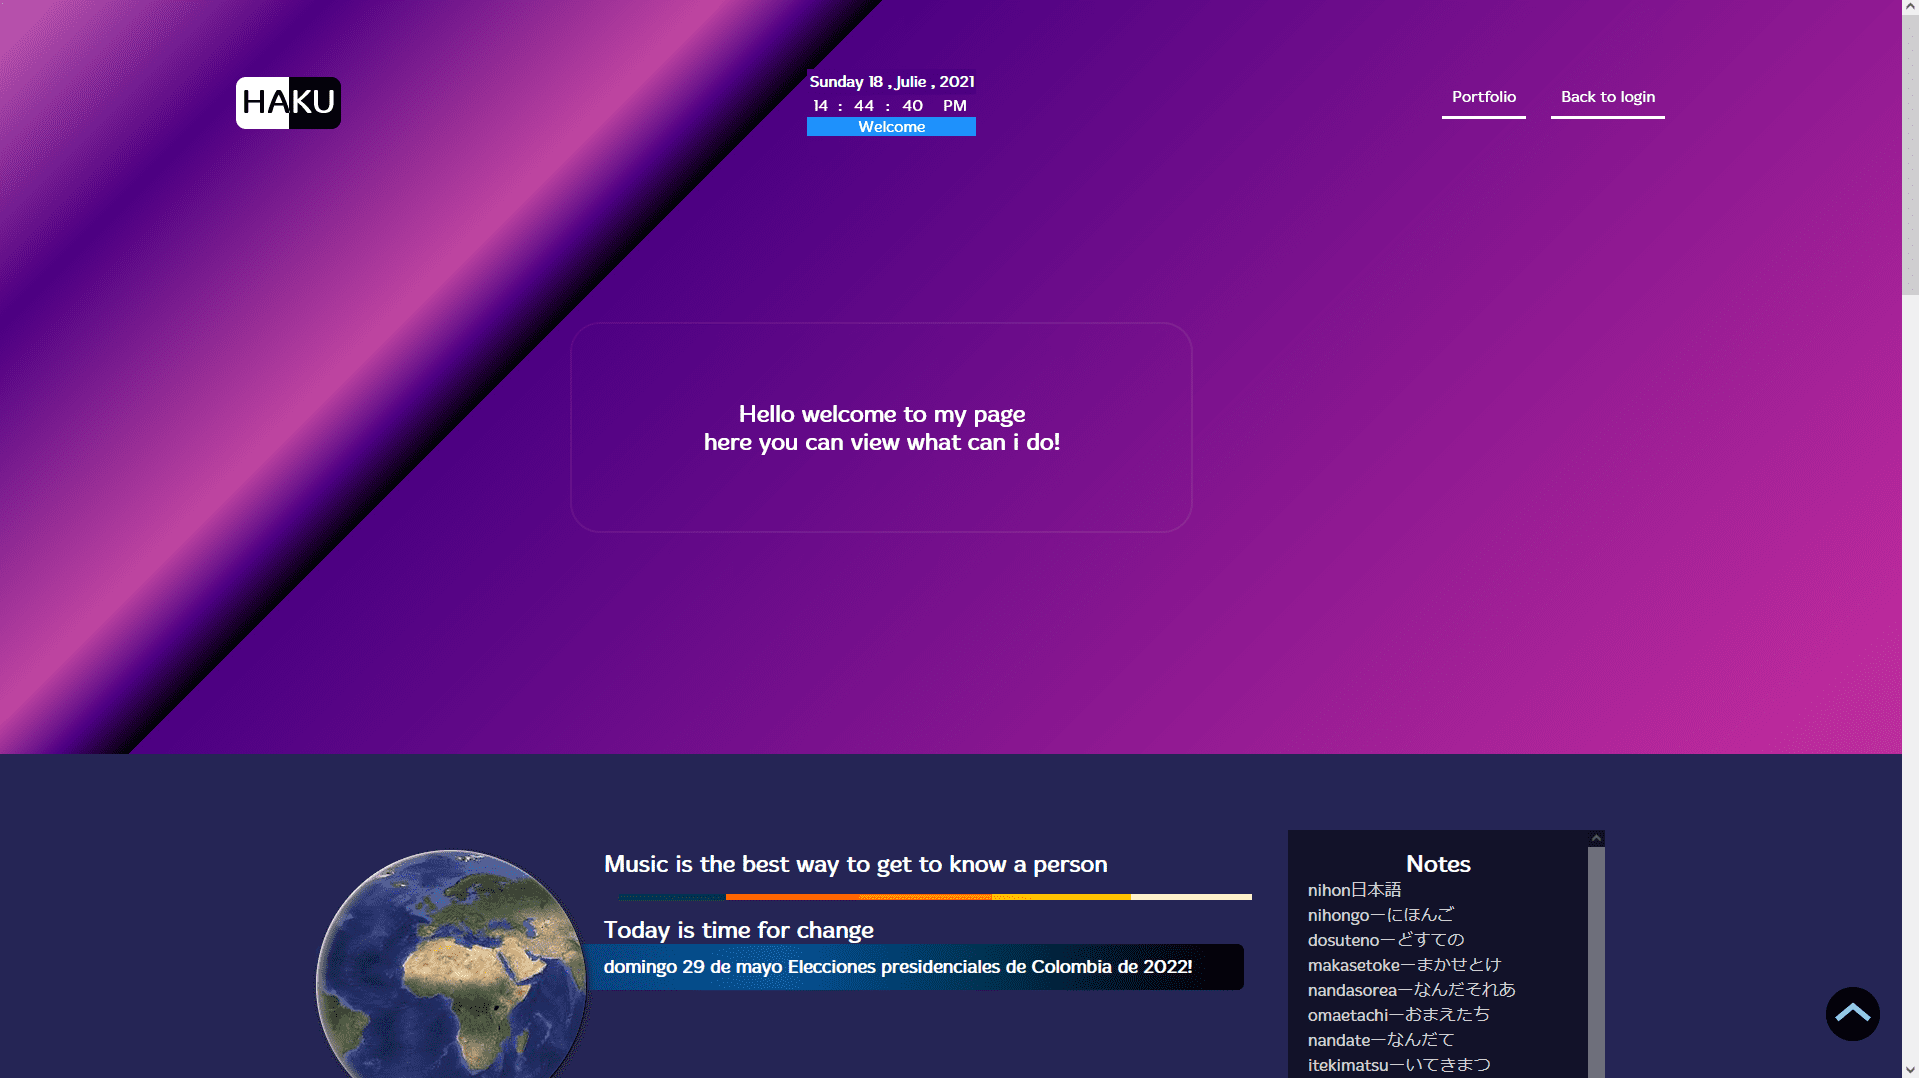 HAKU
Sunday 18 , Julie , 2021
14 : 44 : 40 PM
Welcome
Portfolio
Back to login
Hello welcome to my page
here you can view what can i do!
Music is the best way to get to know a person
Today is time for change
domingo 29 de mayo Elecciones presidenciales de Colombia de 2022!
Notes
nihon日本語
nihongoーにほんご
dosutenoーどすての
makasetokeーまかせとけ
nandasoreaーなんだそれあ
omaetachiーおまえたち
nandateーなんだて
itekimatsuーいてきまつ